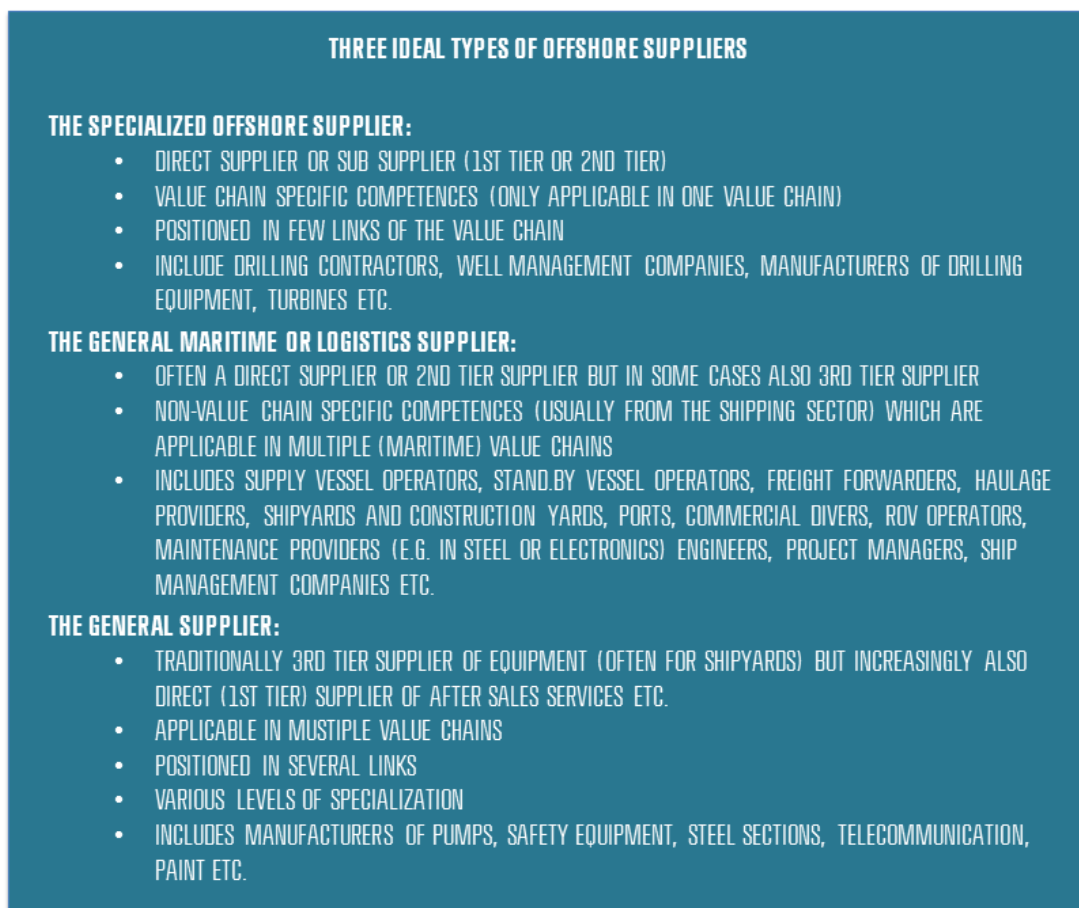 THREE IDEAL TYPES OF OFFSHORE SUPPLIERS
THE SPECIALIZED OFFSHORE SUPPLIER:
• DIRECT SUPPLIER OR SUB SUPPLIER (1ST TIER OR 2ND TIER)
• VALUE CHAIN SPECIFIC COMPETENCES (ONLY APPLICABLE IN ONE VALUE CHAIN)
• POSITIONED IN FEW LINKS OF THE VALUE CHAIN
• INCLUDE DRILLING CONTRACTORS, WELL MANAGEMENT COMPANIES, MANUFACTURERS OF DRILLING
EQUIPMENT, TURBINES ETC.
THE GENERAL MARITIME OR LOGISTICS SUPPLIER:
• OFTEN A DIRECT SUPPLIER OR 2ND TIER SUPPLIER BUT IN SOME CASES ALSO 3RD TIER SUPPLIER
• NON-VALUE CHAIN SPECIFIC COMPETENCES (USUALLY FROM THE SHIPPING SECTOR) WHICH ARE
APPLICABLE IN MULTIPLE (MARITIME) VALUE CHAINS
• INCLUDES SUPPLY VESSEL OPERATORS, STAND.BY VESSEL OPERATORS, FREIGHT FORWARDERS, HAULAGE
PROVIDERS, SHIPYARDS AND CONSTRUCTION YARDS, PORTS, COMMERCIAL DIVERS, ROV OPERATORS,
MAINTENANCE PROVIDERS (E.G. IN STEEL OR ELECTRONICS) ENGINEERS, PROJECT MANAGERS, SHIP
MANAGEMENT COMPANIES ETC.
THE GENERAL SUPPLIER:
• TRADITIONALLY 3RD TIER SUPPLIER OF EQUIPMENT (OFTEN FOR SHIPYARDS) BUT INCREASINGLY ALSO
DIRECT (1ST TIER) SUPPLIER OF AFTER SALES SERVICES ETC.
• APPLICABLE IN MUSTIPLE VALUE CHAINS
• POSITIONED IN SEVERAL LINKS
• VARIOUS LEVELS OF SPECIALIZATION
• INCLUDES MANUFACTURERS OF PUMPS, SAFETY EQUIPMENT, STEEL SECTIONS, TELECOMMUNICATION,
PAINT ETC.